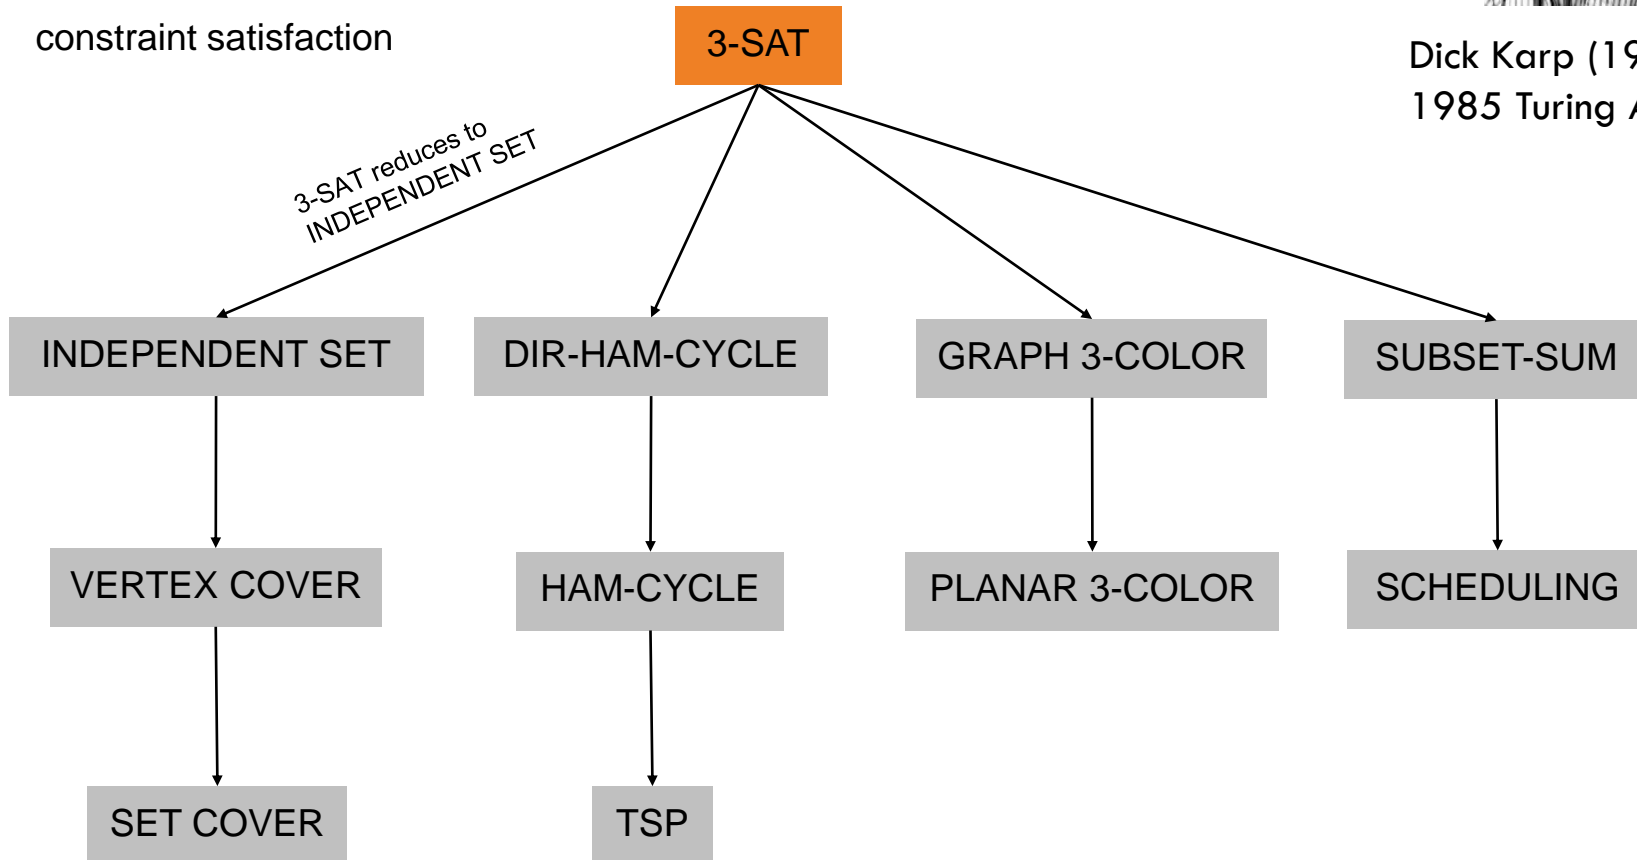 constraint satisfaction
3-SAT
Dick Karp (19
1985 Turing
3-SAT reduces to
INDEPENDENT SET
INDEPENDENT SET
DIR-HAM-CYCLE
GRAPH 3-COLOR
SUBSET-SUM
VERTEX COVER
HAM-CYCLE
PLANAR 3-COLOR
SCHEDULING
SET COVER
TSP